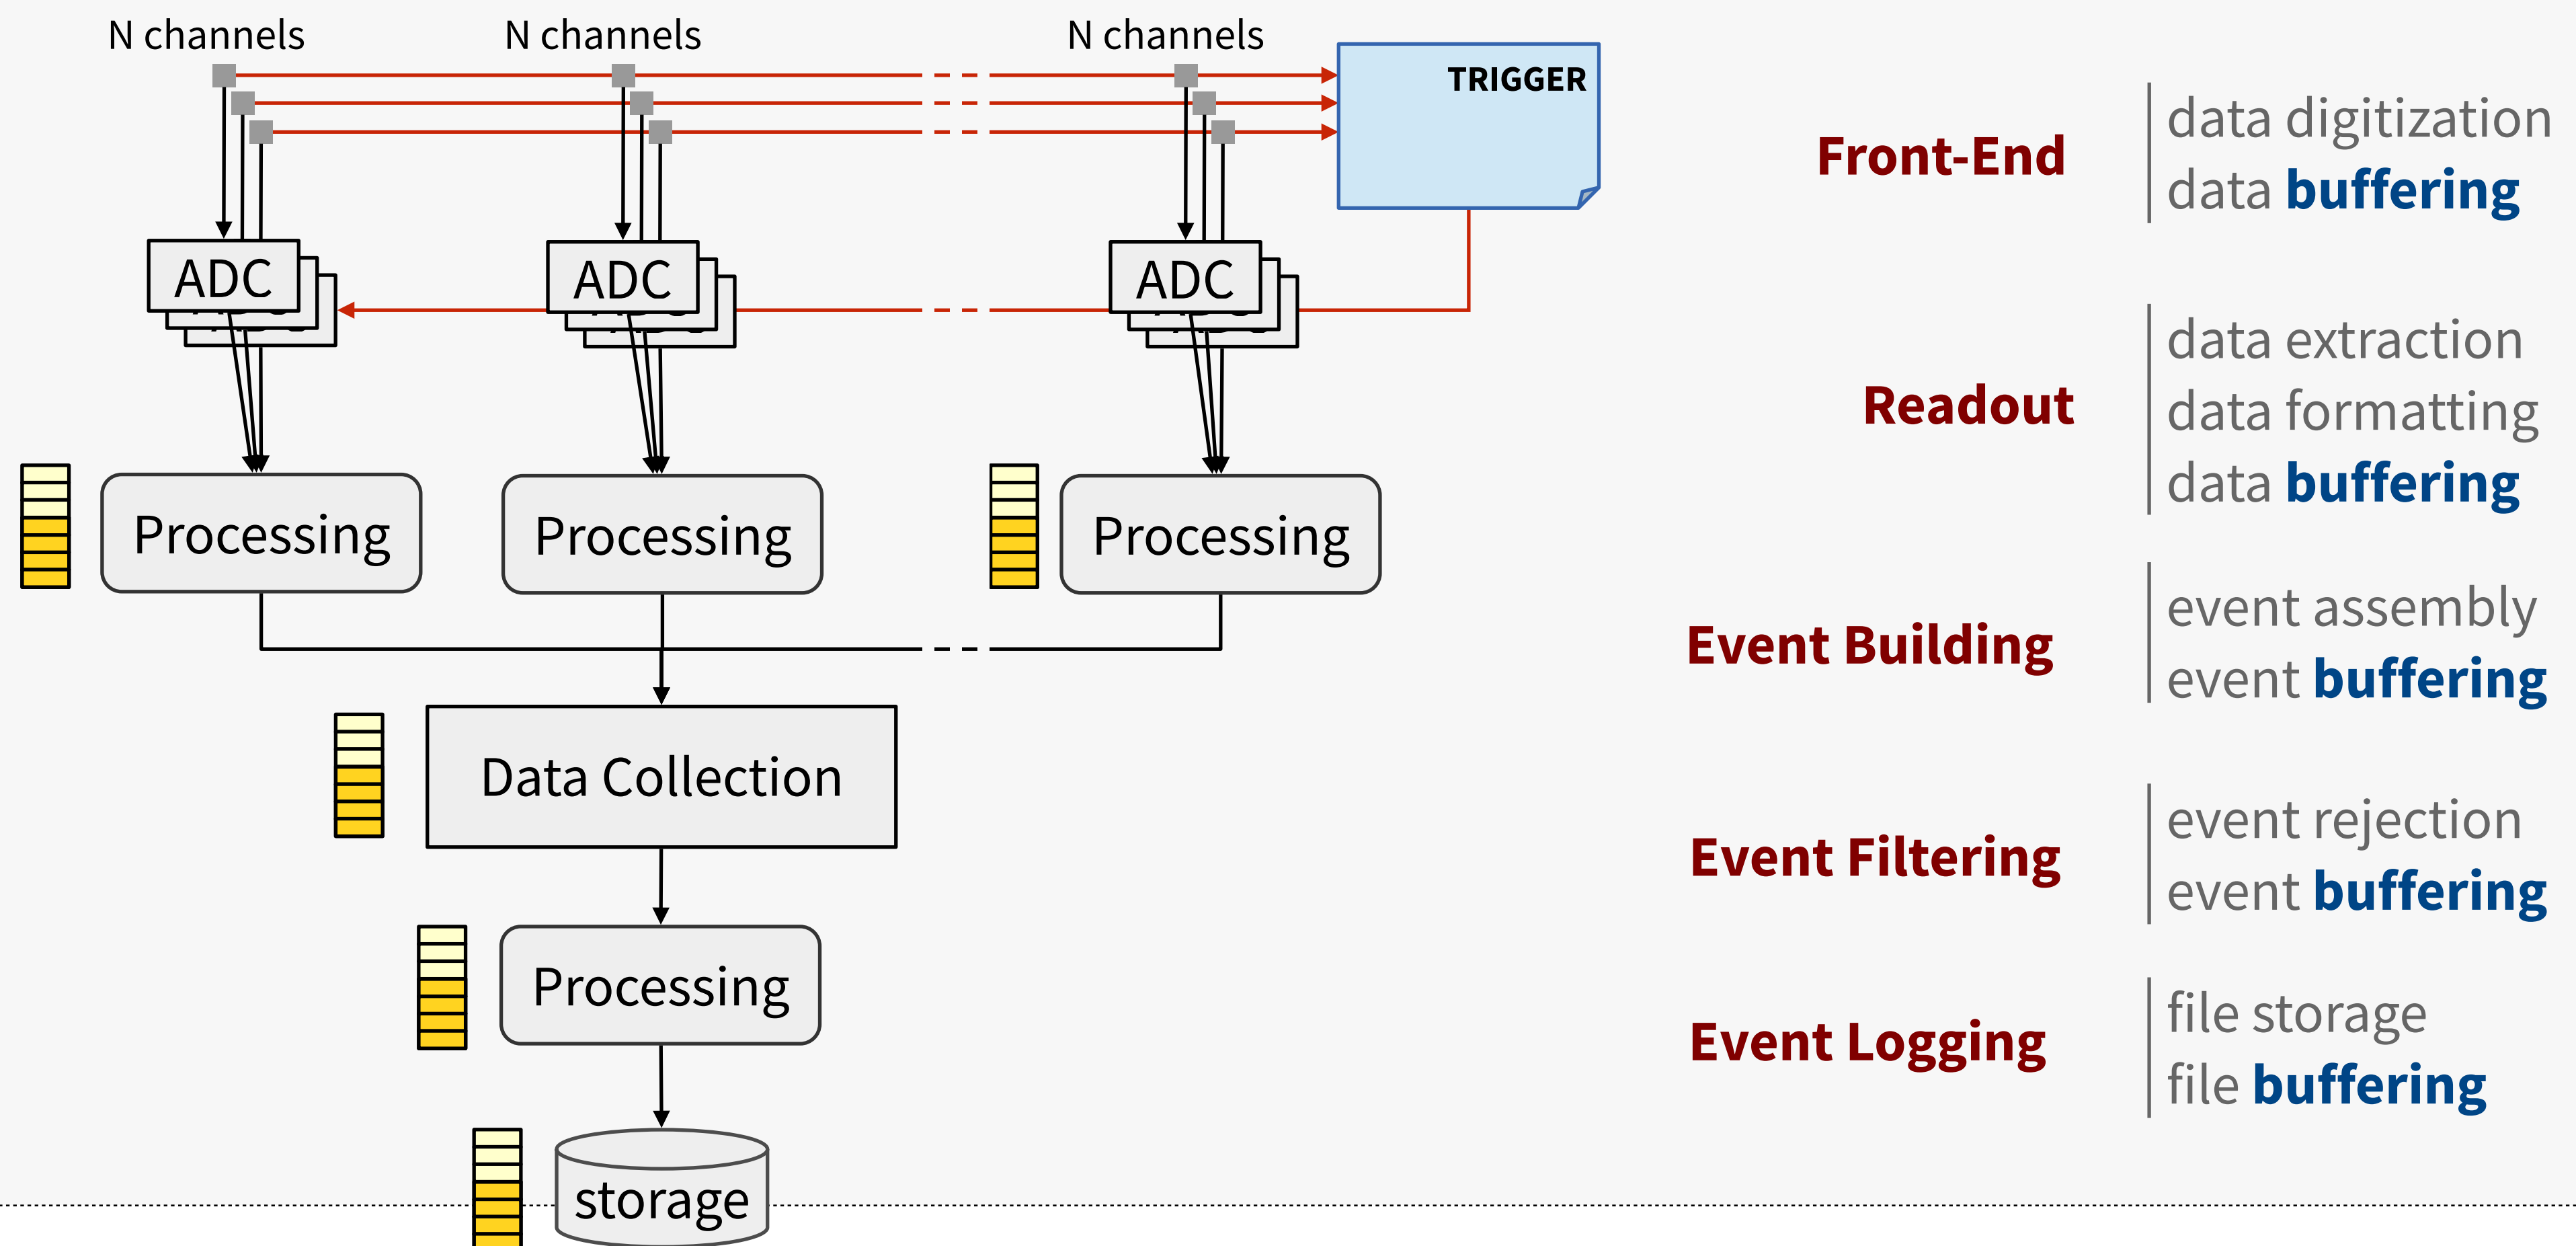 N channels
N channels
N channels
TRIGGER
ADC
ADC
ADC
Processing
Processing
Processing
Data Collection
Processing
storage
Front-End
data digitization
data buffering
Readout
data extraction
data formatting
data buffering
Event Building
event assembly
event buffering
Event Filtering
event rejection
event buffering
Event Logging
file storage
file buffering